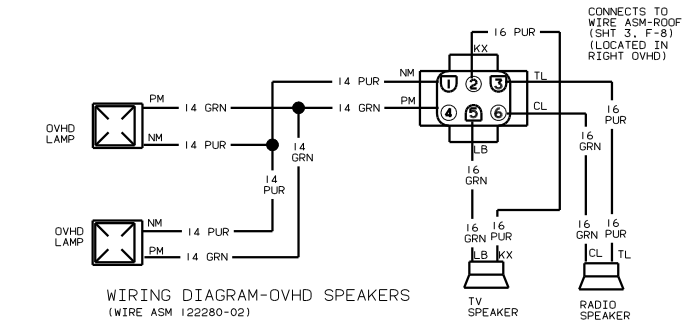 CONNECTS TO
WIRE ASM-ROOF
(SHT 3, F-8)
(LOCATED IN
RIGHT OVHD)
16 PUR
KX
14 PUR
NM
1
2
3
TL
PM
14 GRN
14 GRN
PM
4
5
6
CL
16
PUR
OVHD
LAMP
NM
14 PUR
14
GRN
LB
16
GRN
16
GRN
14
PUR
NM
14 PUR
OVHD
LAMP
PM
14 GRN
16
GRN
16
PUR
16
GRN
16
PUR
LB
KX
CL
TL
WIRING DIAGRAM-OVHD SPEAKERS
(WIRE ASM 122280-02)
TV
SPEAKER
RADIO
SPEAKER